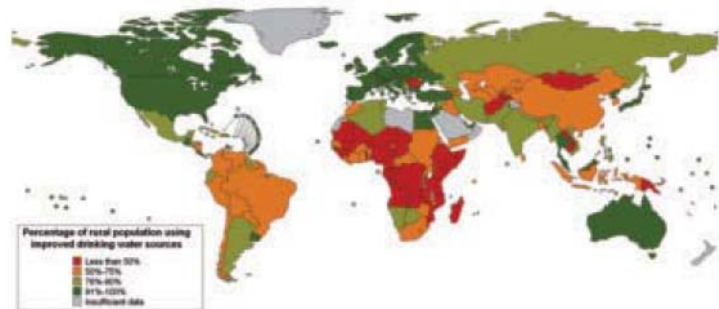 Percentage of rural population using
improved drinking water sources
Less than 50%
50%-75%
76%-90%
91%-100%
Insufficient data